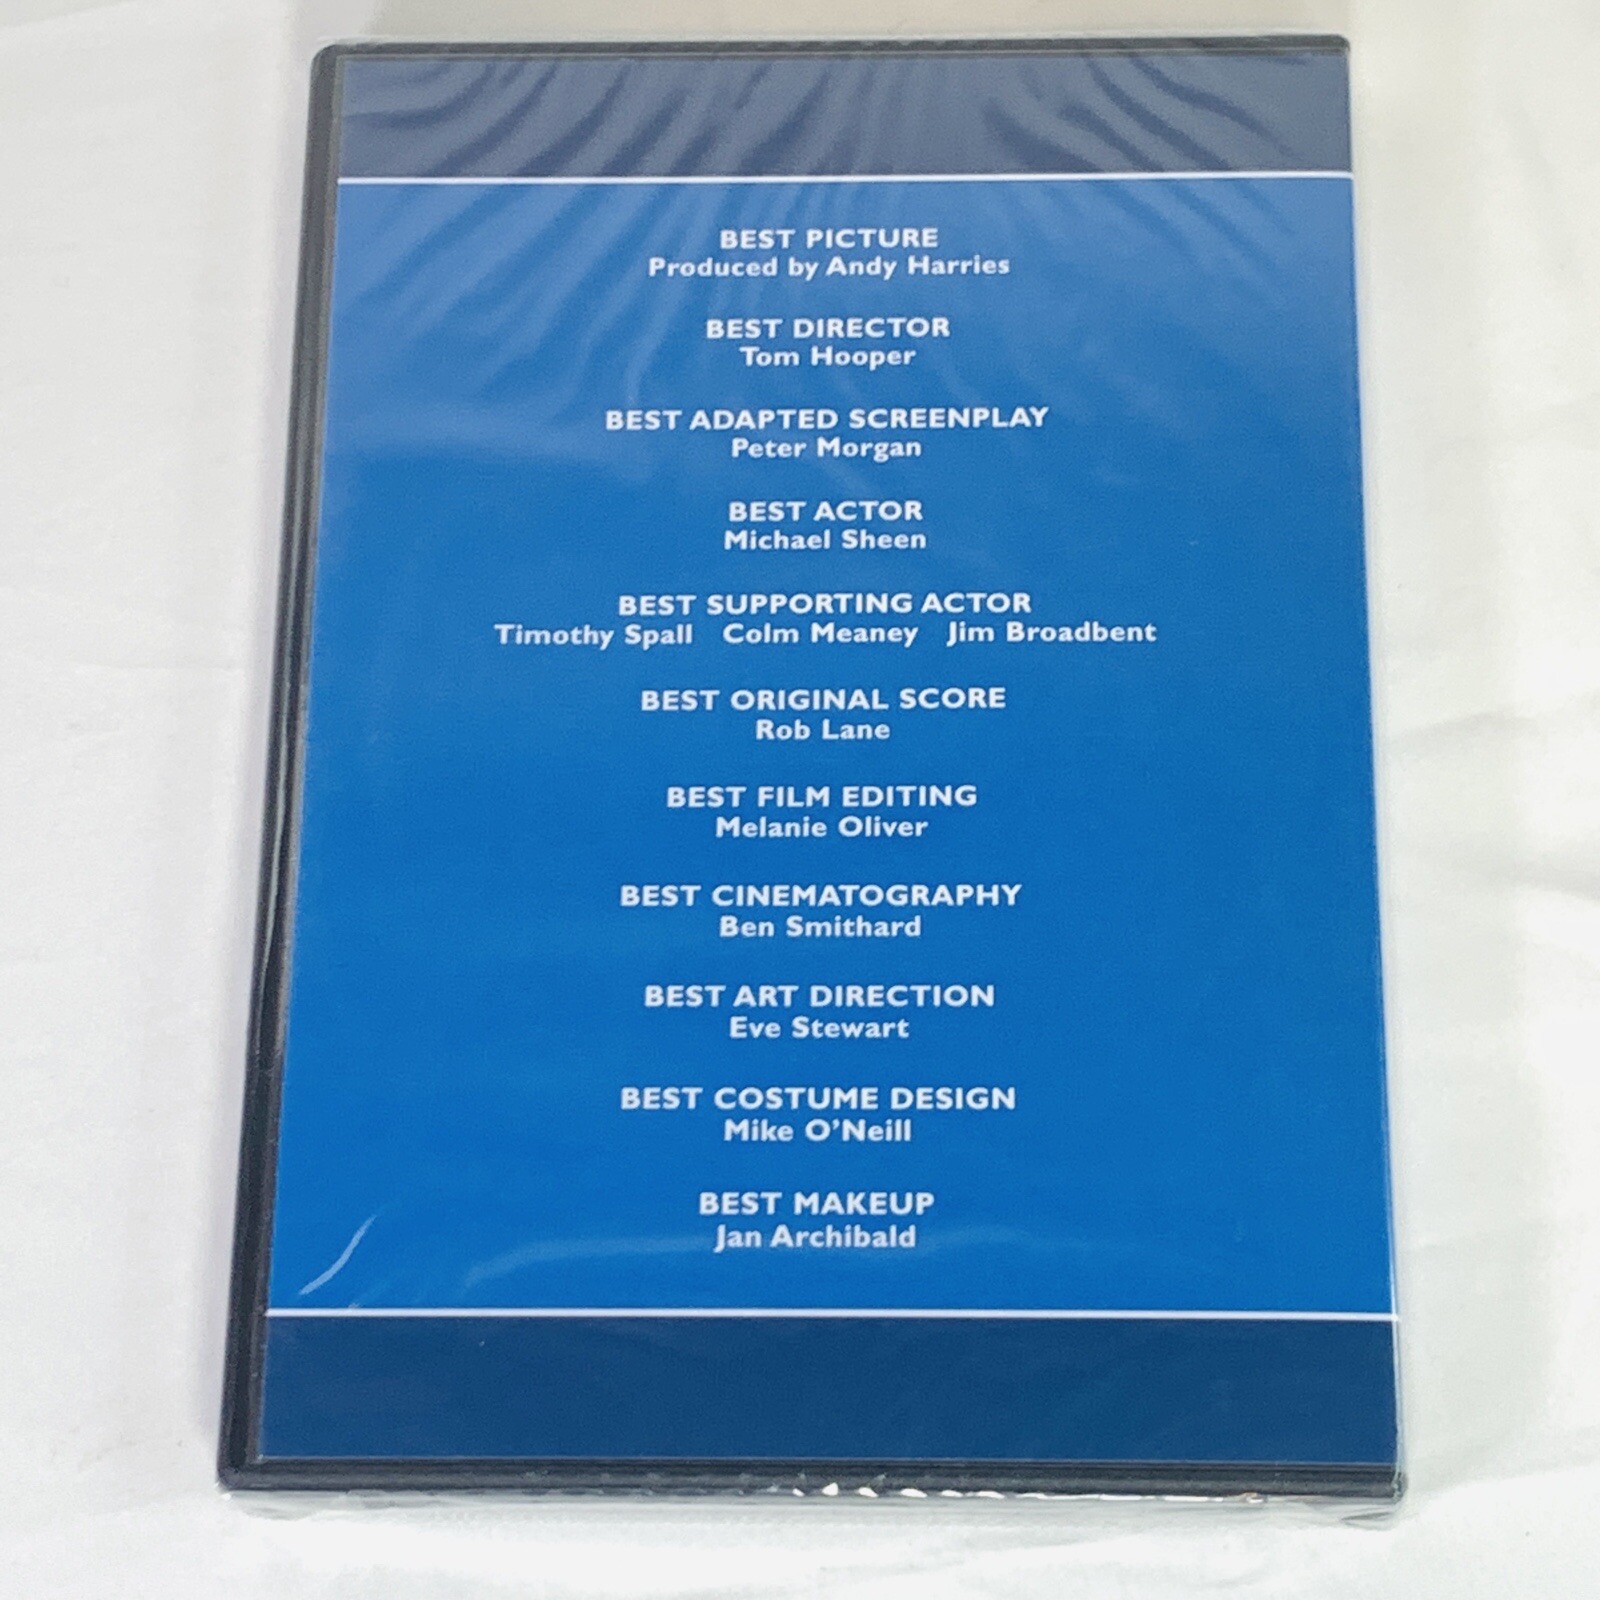 BEST PICTURE
Produced by Andy Harries
BEST DIRECTOR
Tom Hooper
BEST ADAPTED SCREENPLAY
Peter Morgan
BEST ACTOR
Michael Sheen
BEST SUPPORTING ACTOR
Timothy Spall Colm Meaney Jim Broadbent
BEST ORIGINAL SCORE
Rob Lane
BEST FILM EDITING
Melanie Oliver
BEST CINEMATOGRAPHY
Ben Smithard
BEST ART DIRECTION
Eve Stewart
BEST COSTUME DESIGN
Mike O'Neill
BEST MAKEUP
Jan Archibald